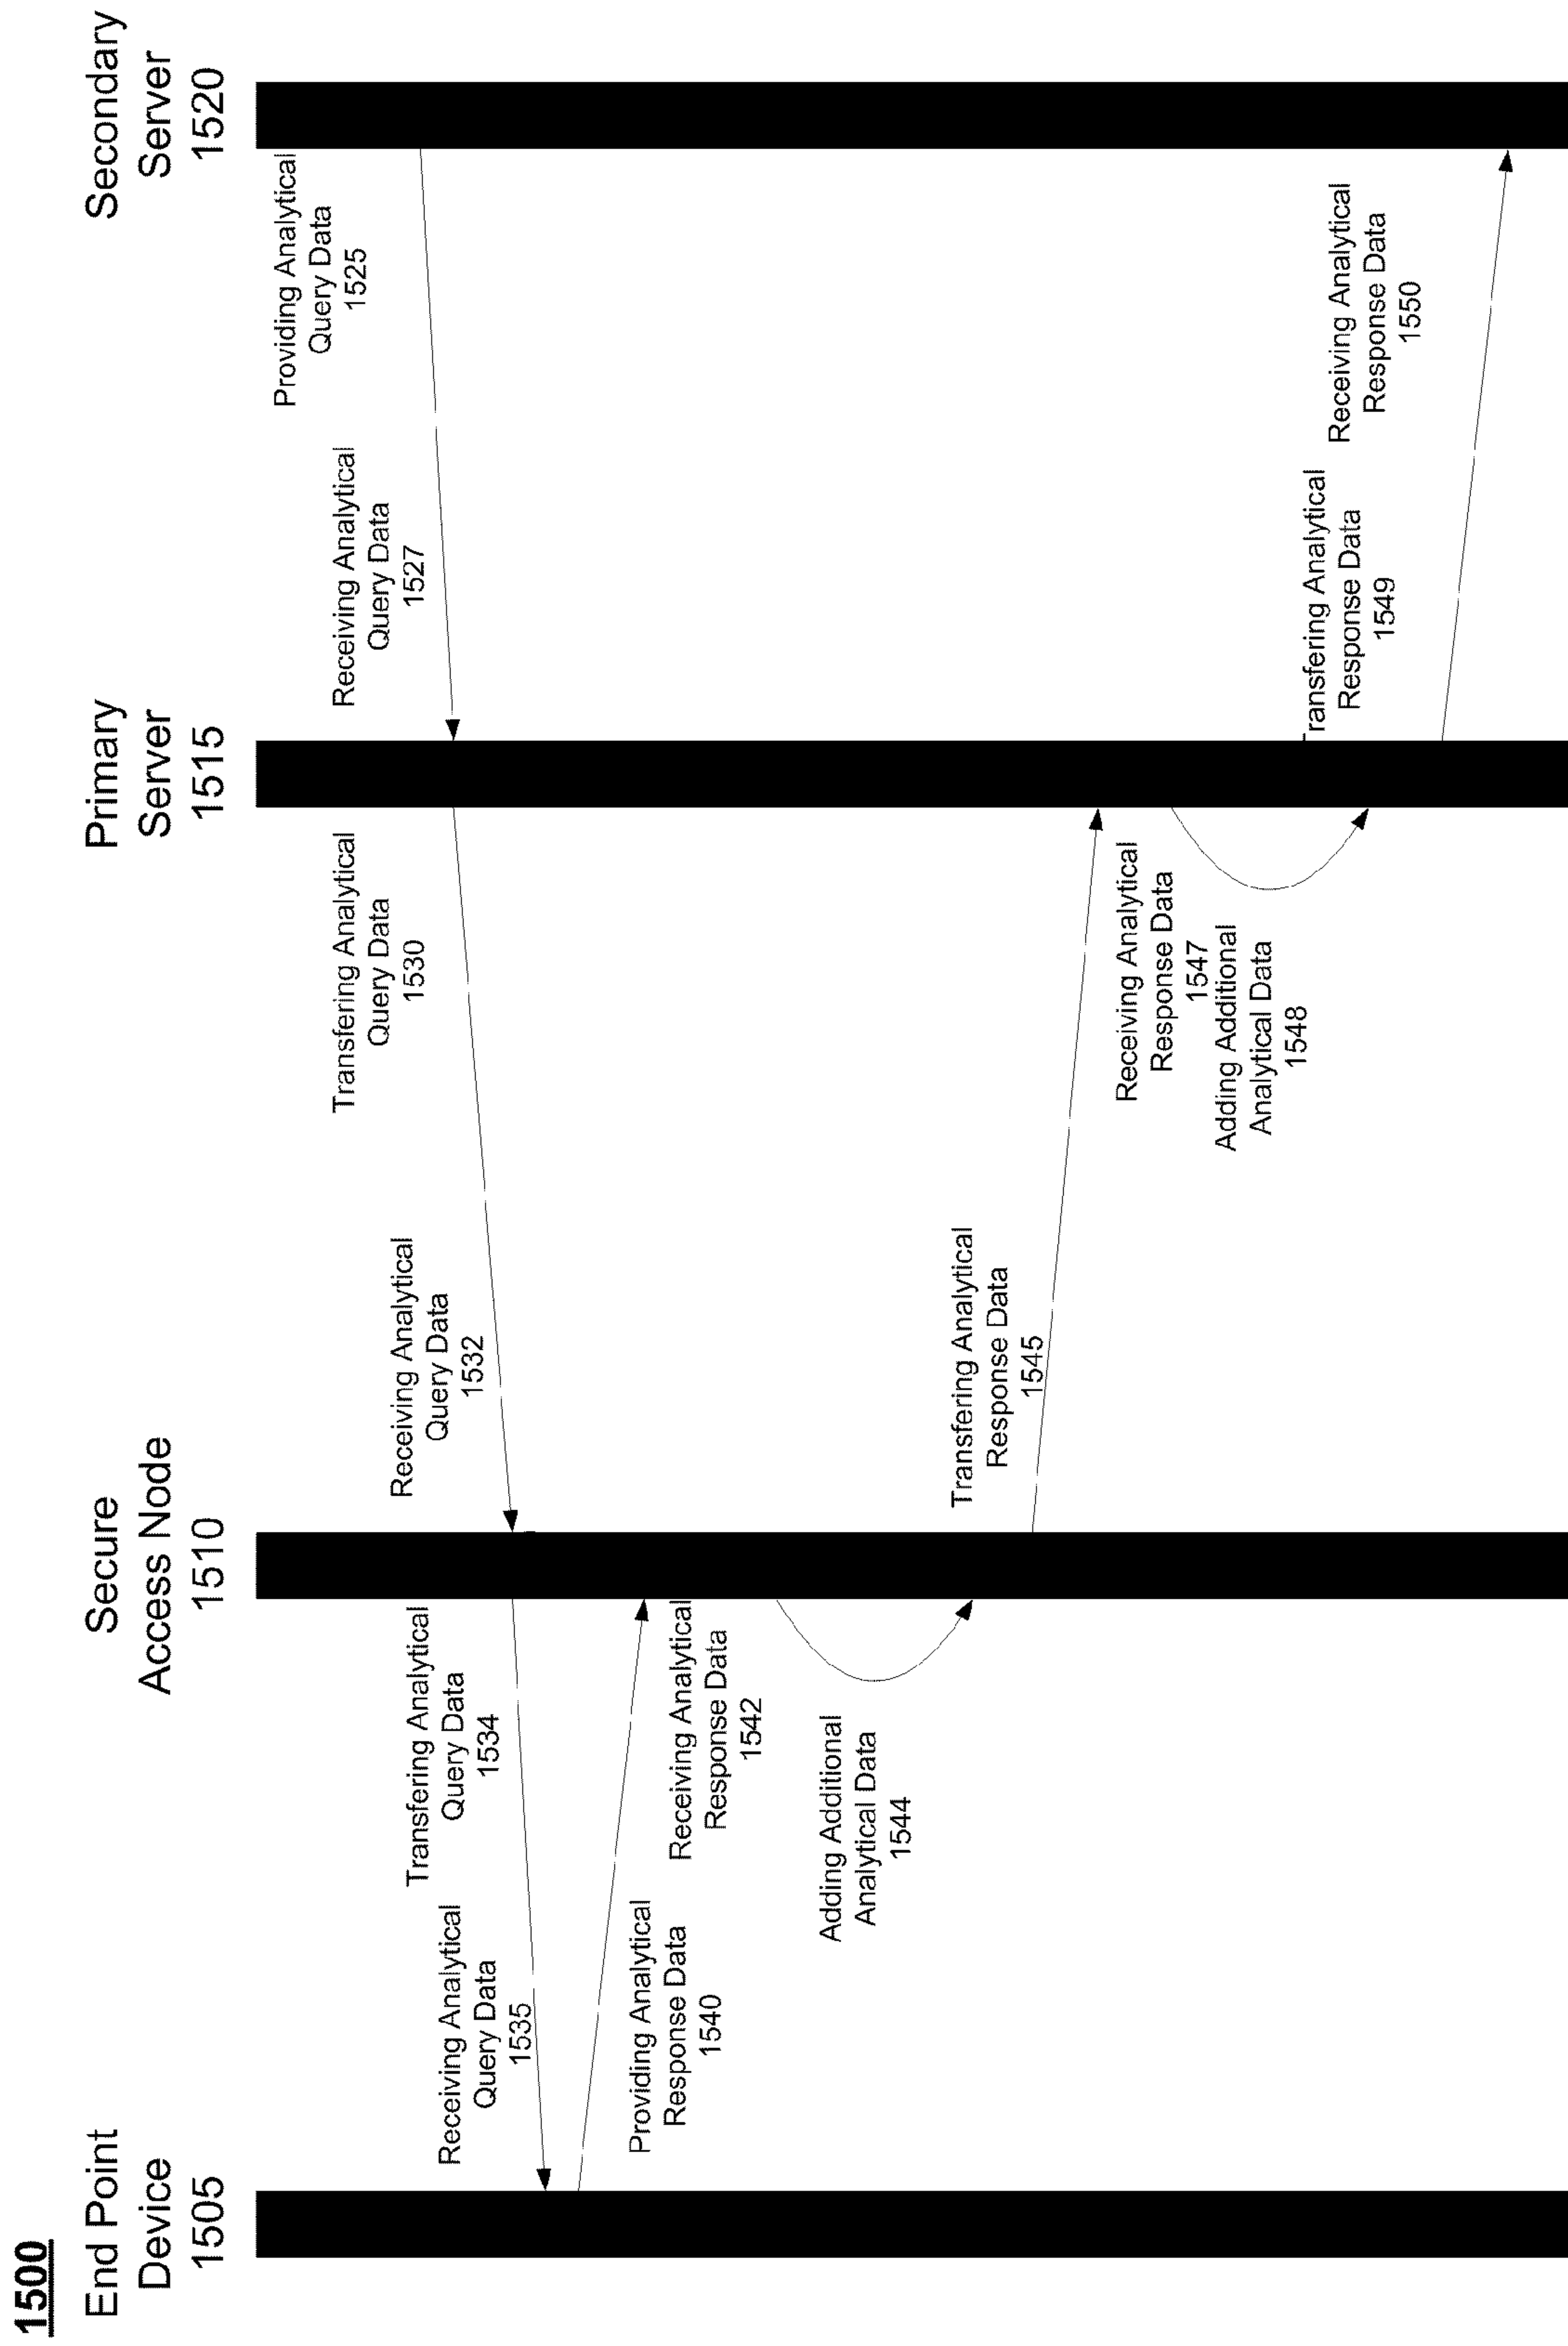 1500
End Point
Device
1505
Secure
Access Node
1510
Primary
Server
1515
Secondary
Server
1520
Providing Analytical
Query Data
1525
Receiving Analytical
Query Data
1527
Transfering Analytical
Query Data
1530
Receiving Analytical
Query Data
1532
Transfering Analytical
Query Data
1534
Receiving Analytical
Query Data
1535
Providing Analytical
Response Data
1540
Receiving Analytical
Response Data
1542
Adding Additional
Analytical Data
1544
Transfering Analytical
Response Data
1545
Receiving Analytical
Response Data
1547
Adding Additional
Analytical Data
1548
Transfering Analytical
Response Data
1549
Receiving Analytical
Response Data
1550